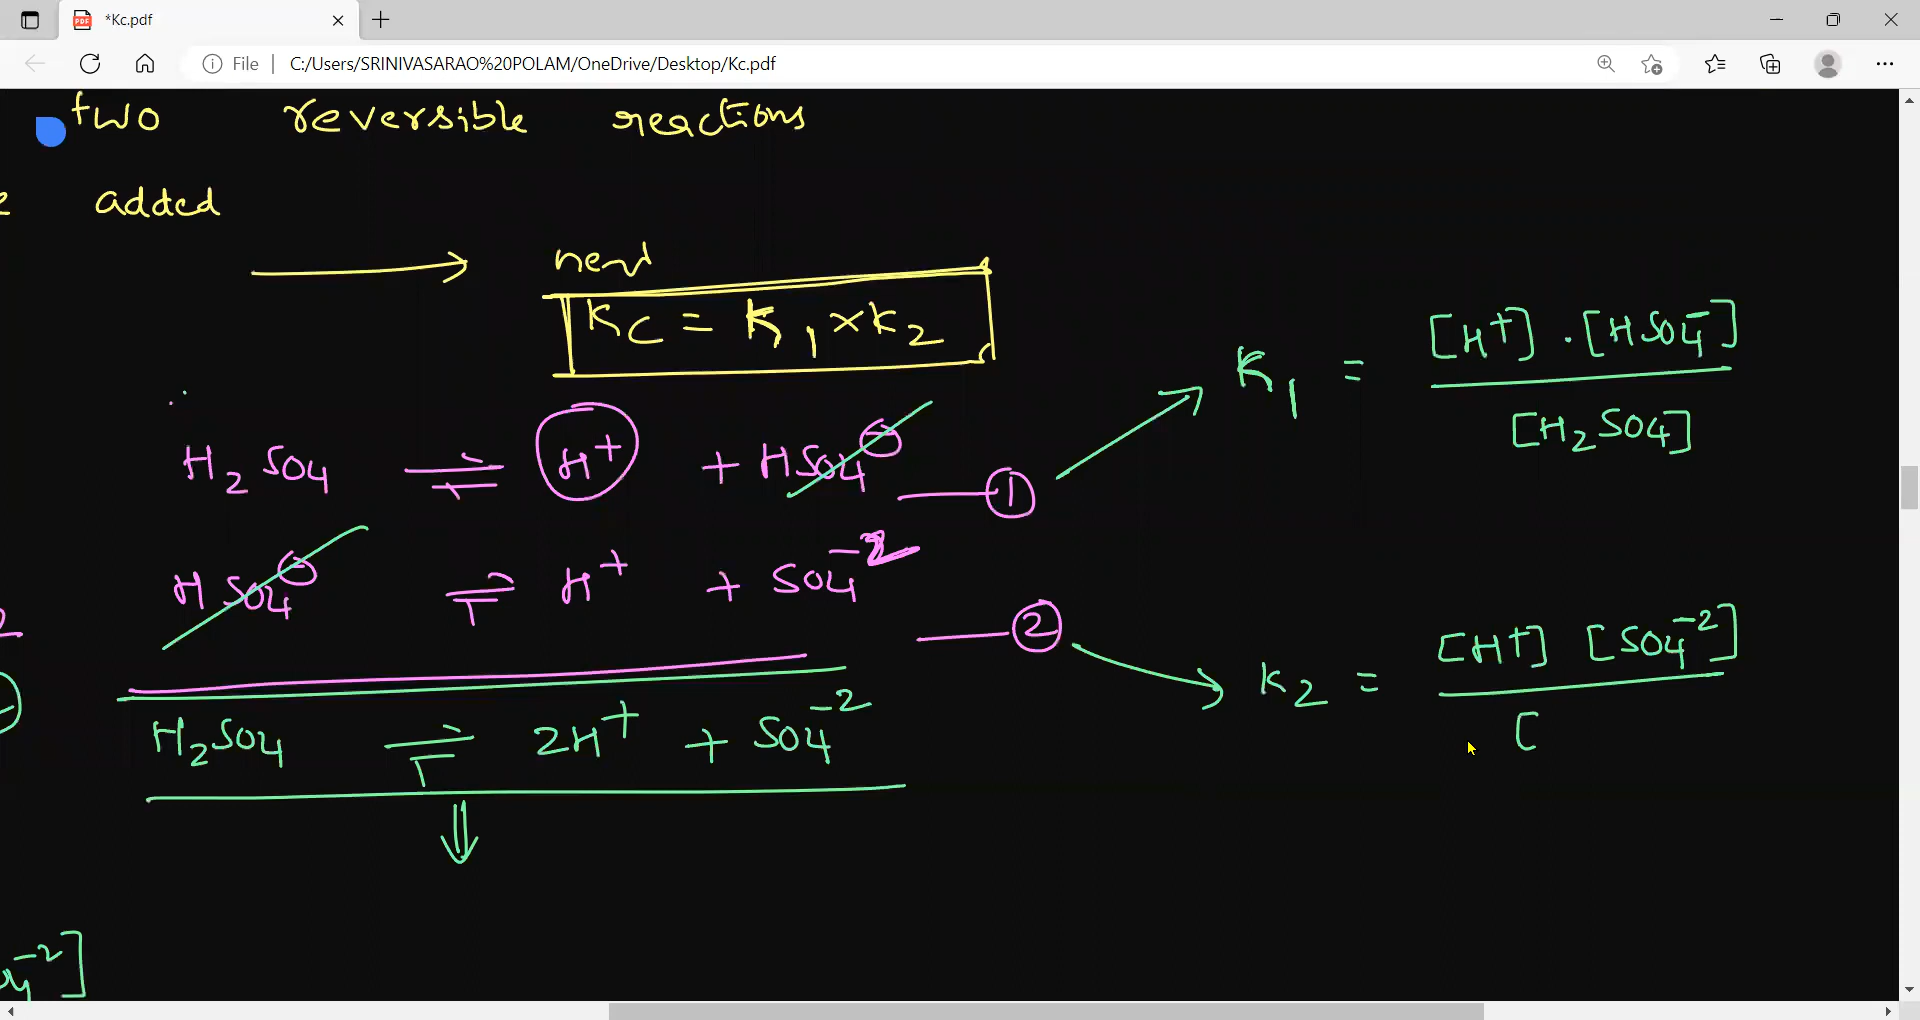 *Kc.pdf
File | C:/Users/SRINIVASARAO%20POLAM/OneDrive/Desktop/Kc.pdf
two reversible reactions
added
new
KC = K₁ × K₂
K₁ = [H⁺] · [HSO₄⁻] / [H₂SO₄]
H₂SO₄ ⇌ H⁺ + HSO₄⁻ — ①
HSO₄⁻ ⇌ H⁺ + SO₄⁻² — ②
K₂ = [H⁺] [SO₄⁻²] / [
H₂SO₄ ⇌ 2H⁺ + SO₄⁻²
⇓